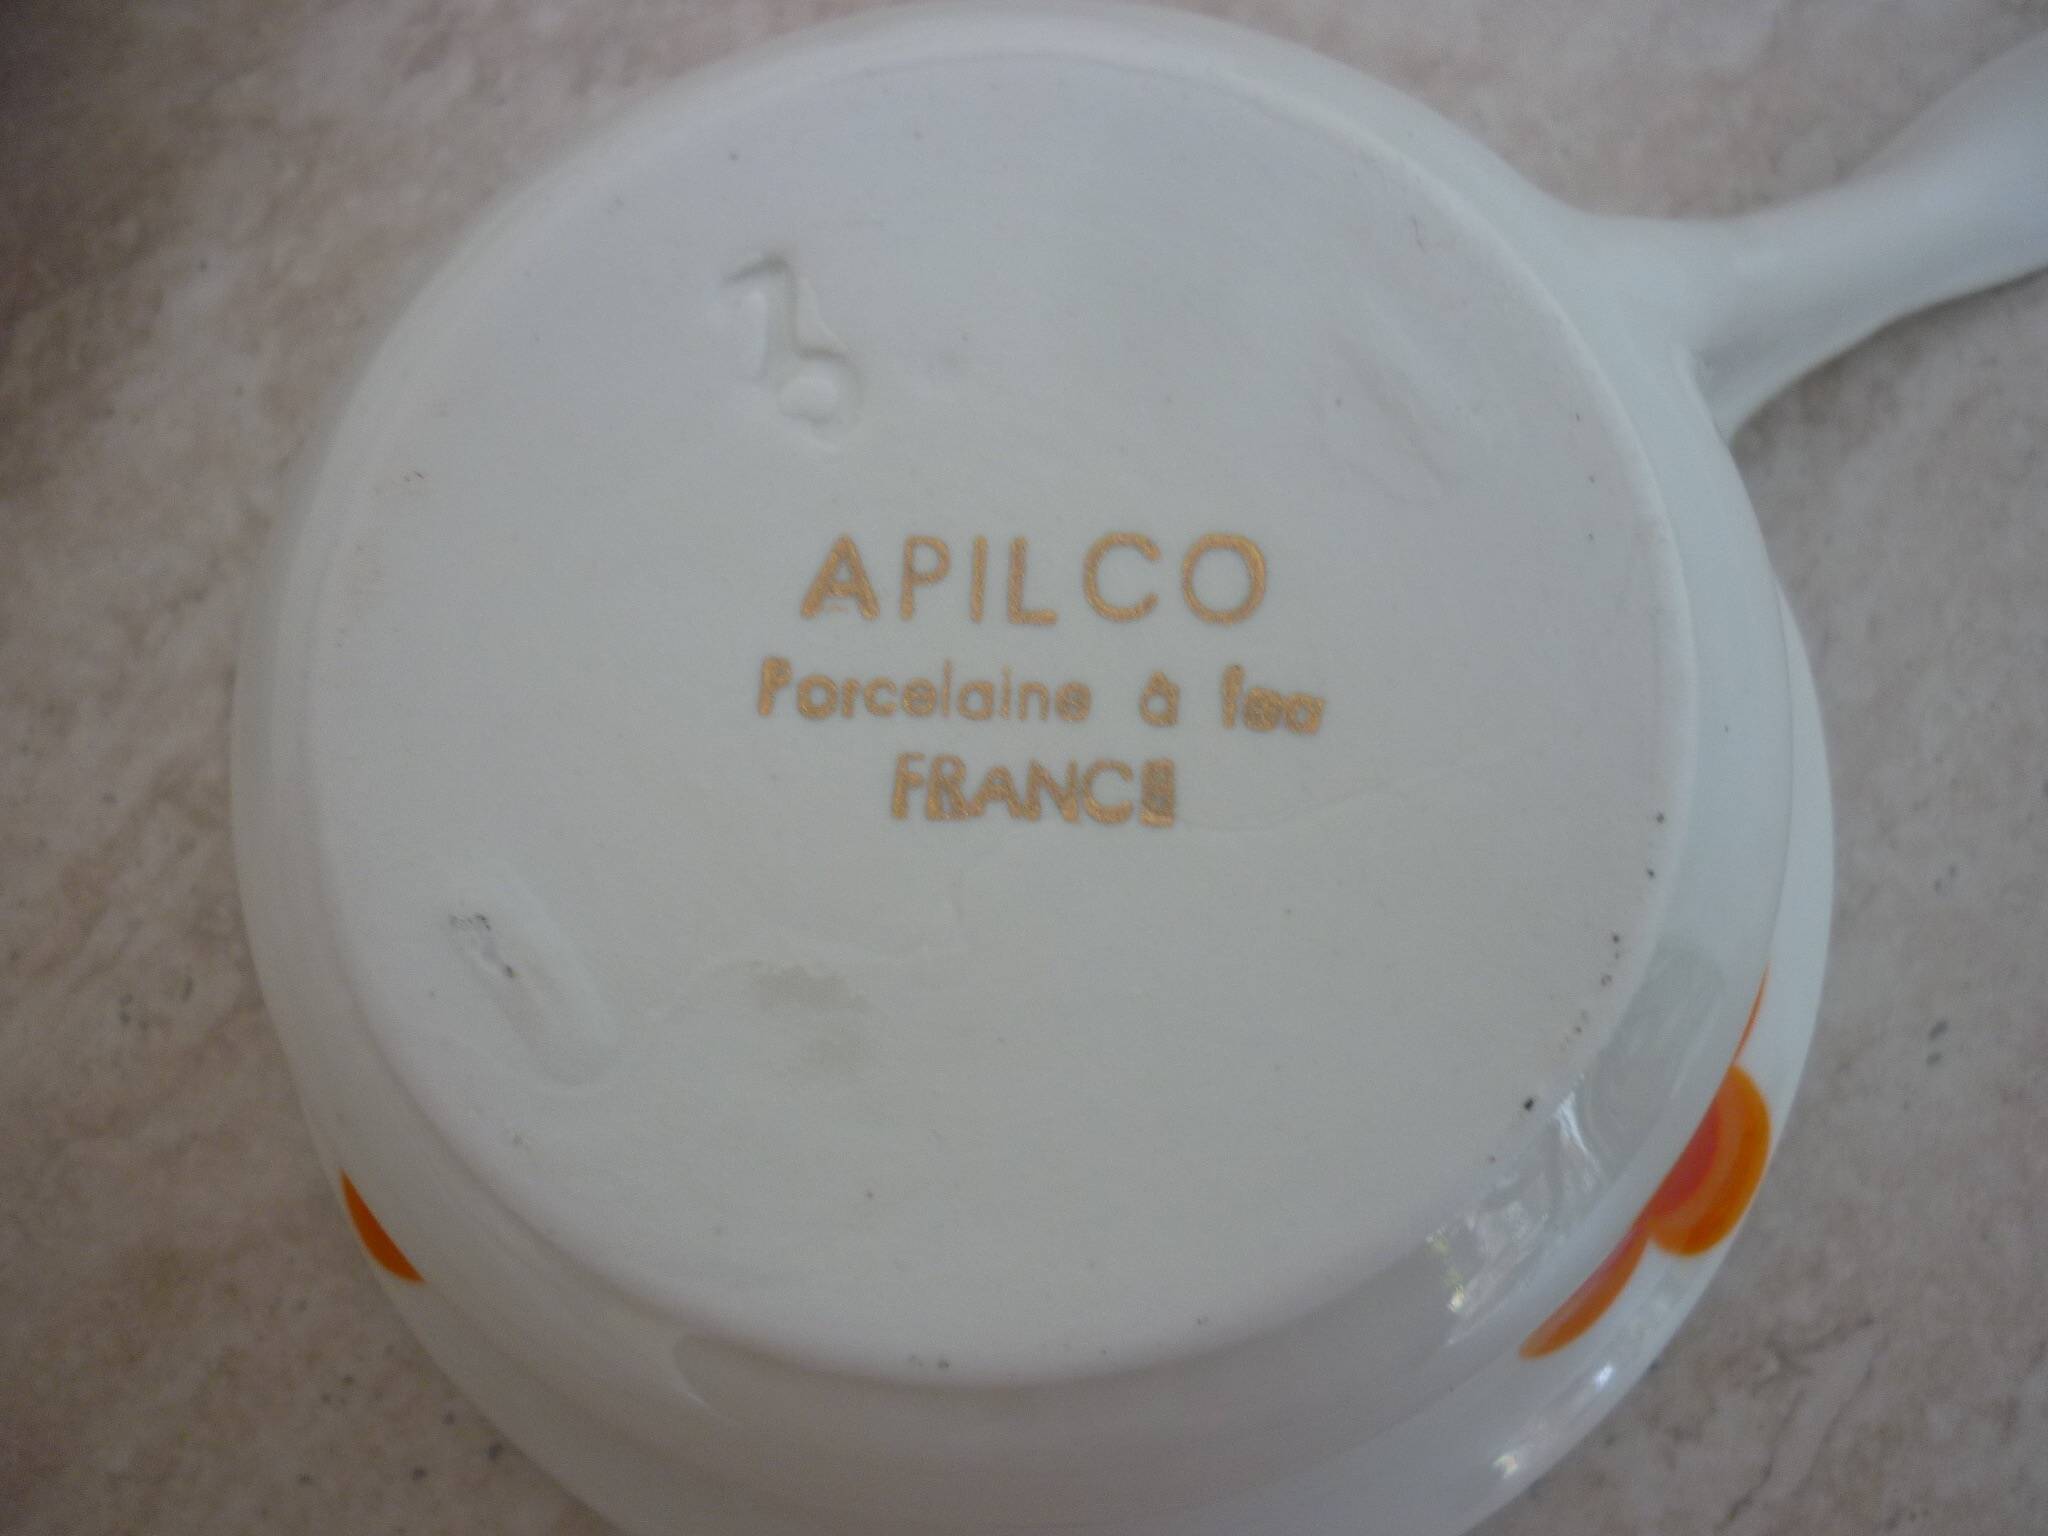 APILCO
Porcelaine à feu
FRANCE